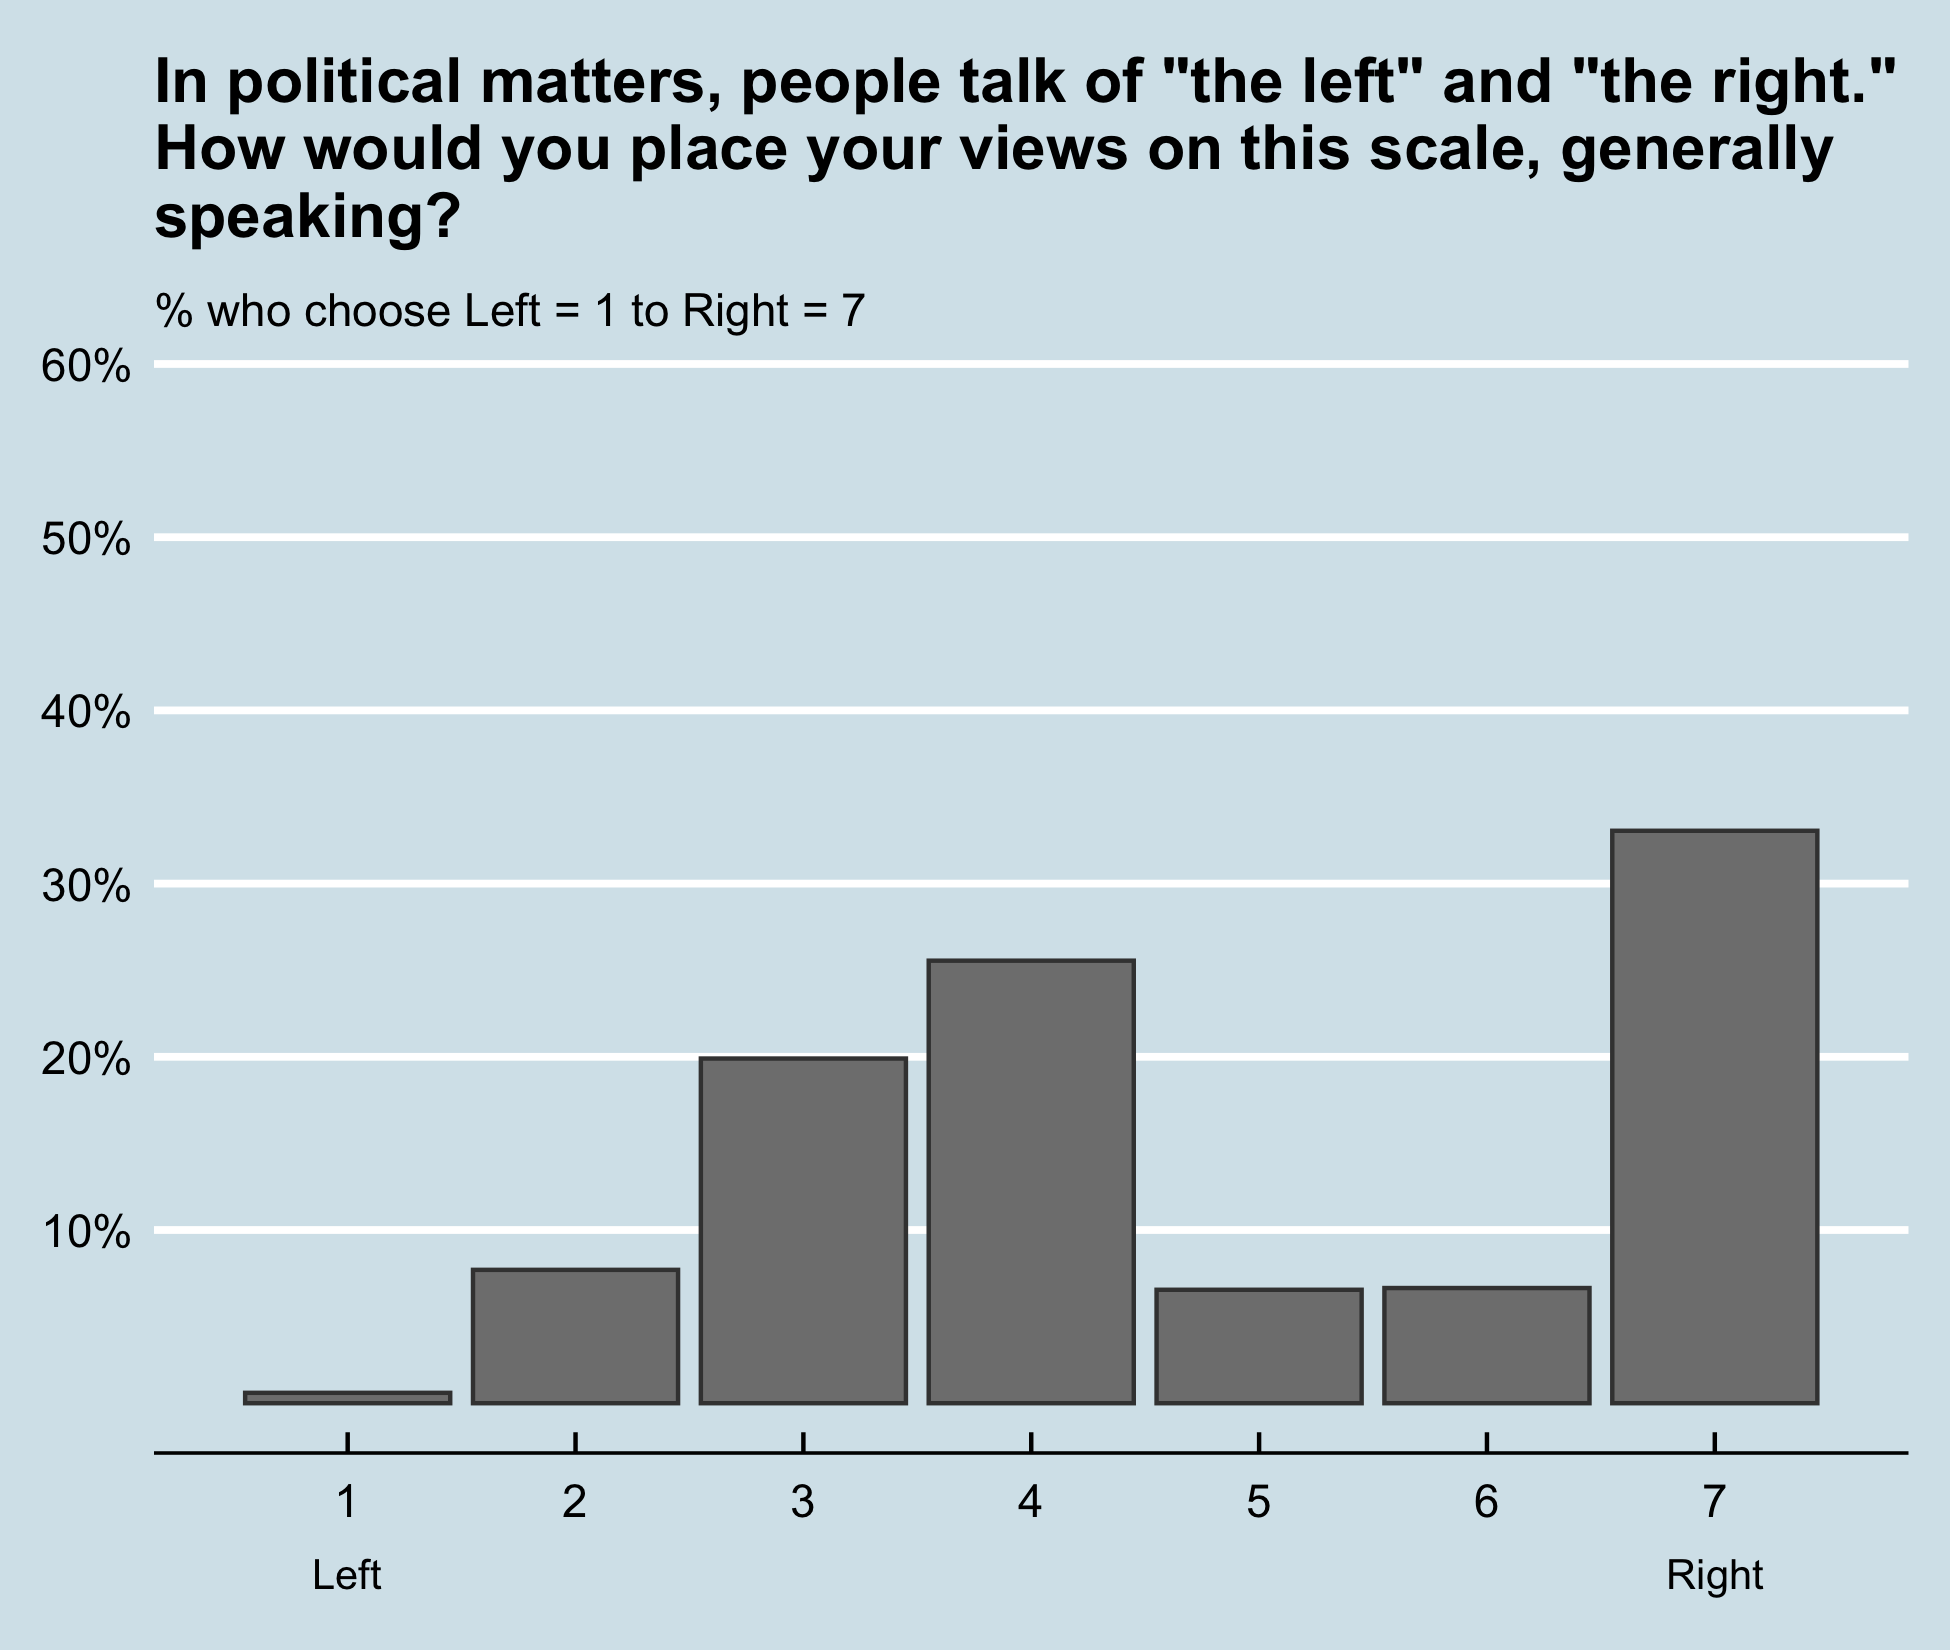 In political matters, people talk of "the left" and "the right."
How would you place your views on this scale, generally
speaking?
% who choose Left = 1 to Right = 7
60%
50%
40%
30%
20%
10%
1 2 3 4 5 6 7
Left Right